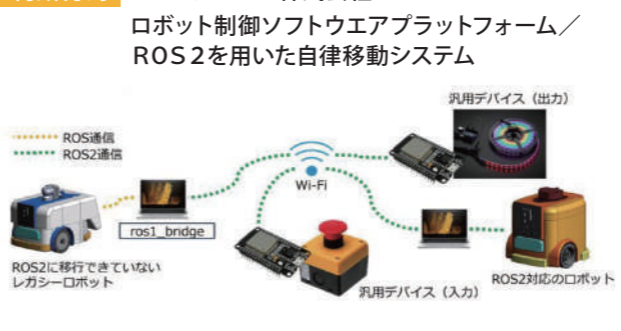 ロボット制御ソフトウエアプラットフォーム／
ROS2を用いた自律移動システム
汎用デバイス（出力）
ROS通信
ROS2通信
Wi-Fi
ros1_bridge
ROS2に移行できていない
レガシーロボット
汎用デバイス（入力）
ROS2対応のロボット